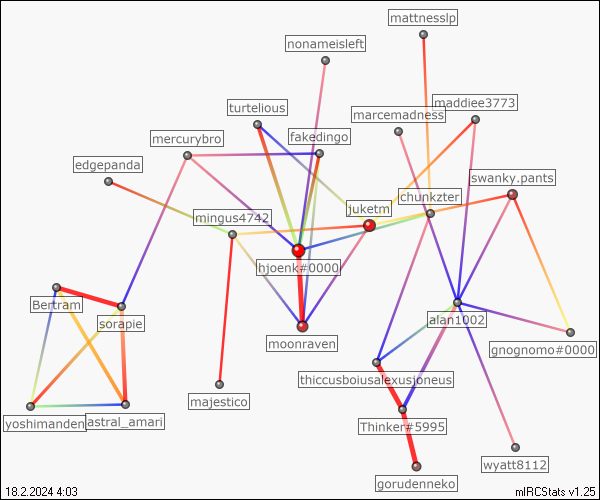 mattnesslp
nonameisleft
maddiee3773
turtelious
marcemadness
mercurybro
fakedingo
edgepanda
swanky.pants
chunkzter
juketm
mingus4742
hjoenk#0000
Bertram
sorapie
alan1002
moonraven
gnognomo#0000
thiccusboiusalexusjoneus
majestico
yoshimanden
astral_amari
Thinker#5995
wyatt8112
gorudenneko
18.2.2024 4:03
mIRCStats v1.25